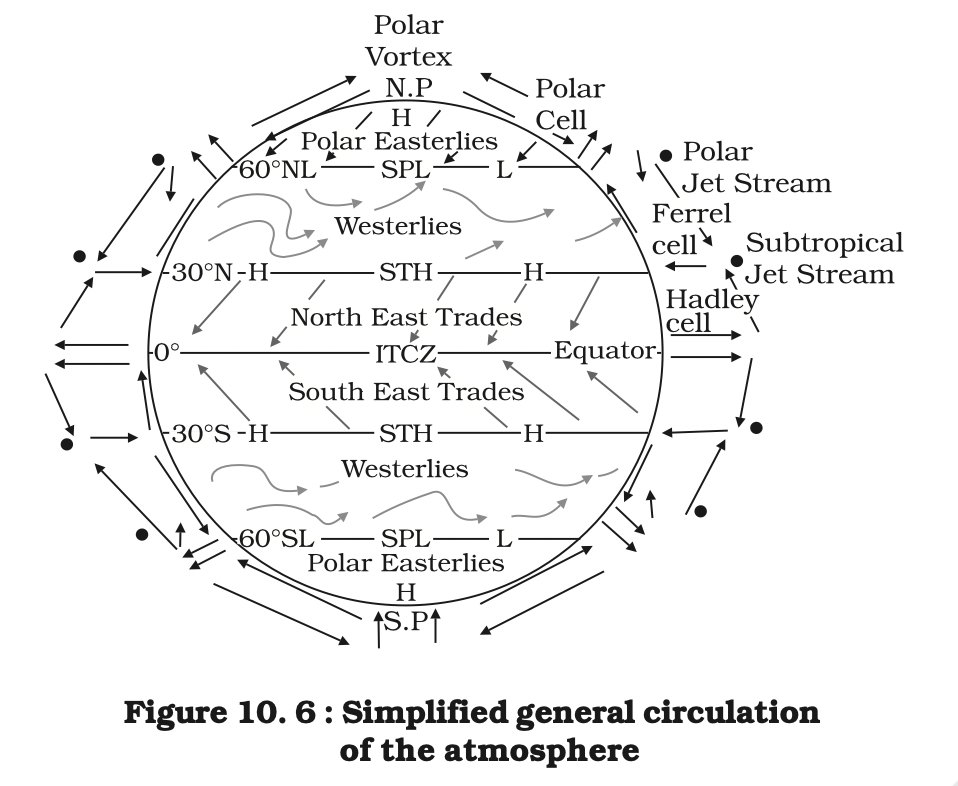 Polar
Vortex
N.P
H
Polar
Cell
Polar Easterlies
60°NL SPL L
Polar
Jet Stream
Westerlies
Ferrel
cell
Subtropical
Jet Stream
30°N-H STH H
Hadley
cell
North East Trades
0° ITCZ Equator
South East Trades
30°S-H STH H
Westerlies
60°SL SPL L
Polar Easterlies
H
S.P
Figure 10. 6 : Simplified general circulation
of the atmosphere